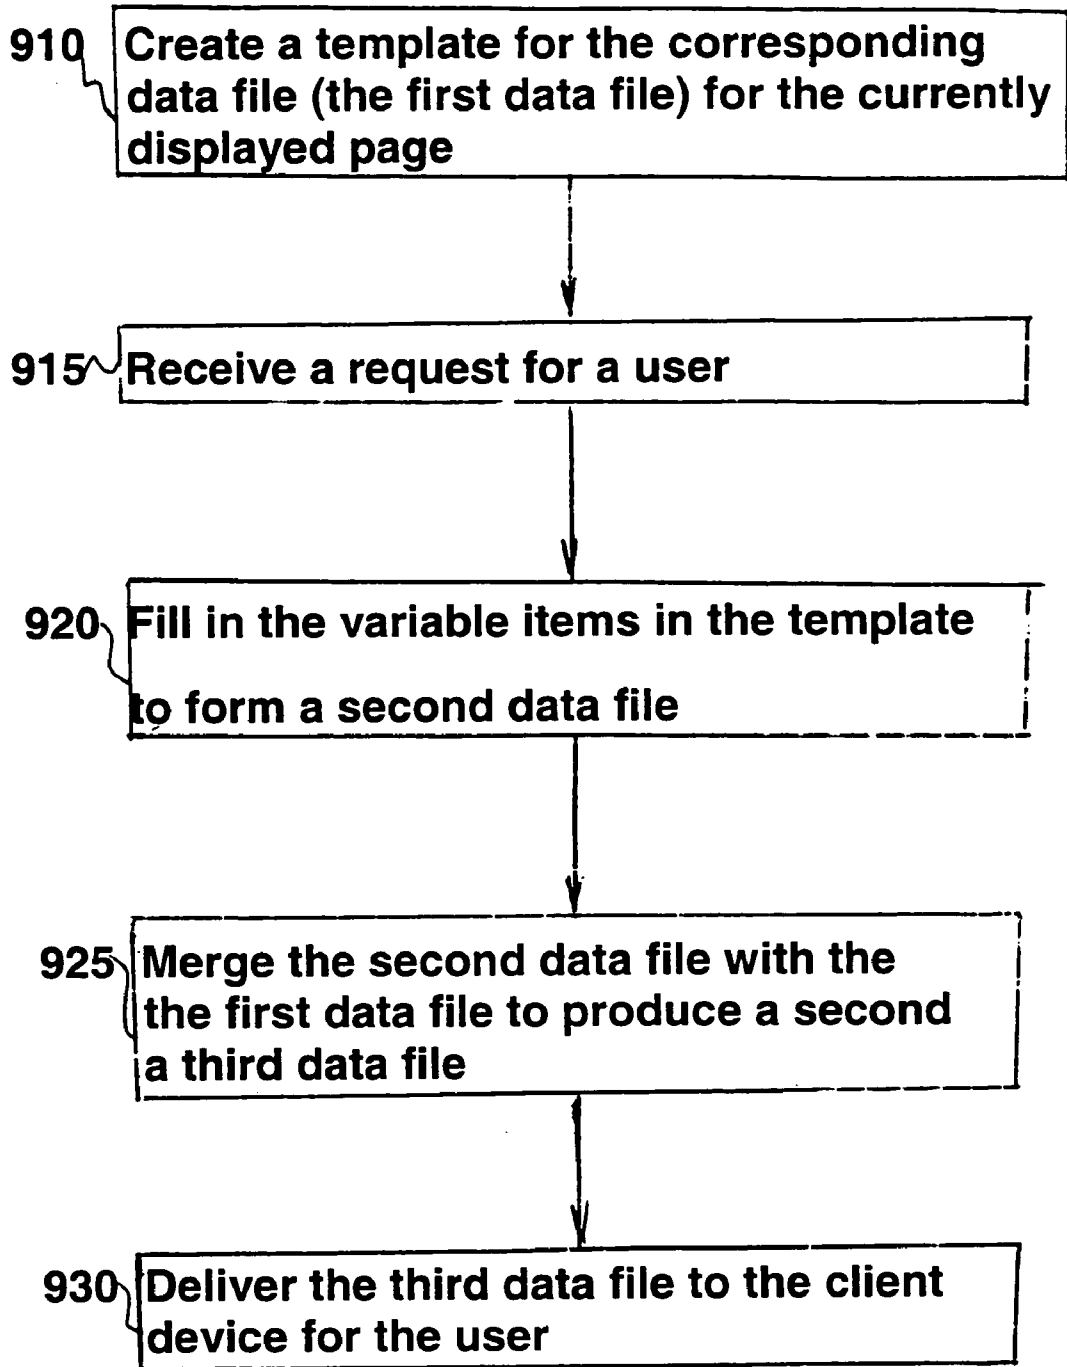 910 Create a template for the corresponding
data file (the first data file) for the currently
displayed page
915 Receive a request for a user
920 Fill in the variable items in the template
to form a second data file
925 Merge the second data file with the
the first data file to produce a second
a third data file
930 Deliver the third data file to the client
device for the user